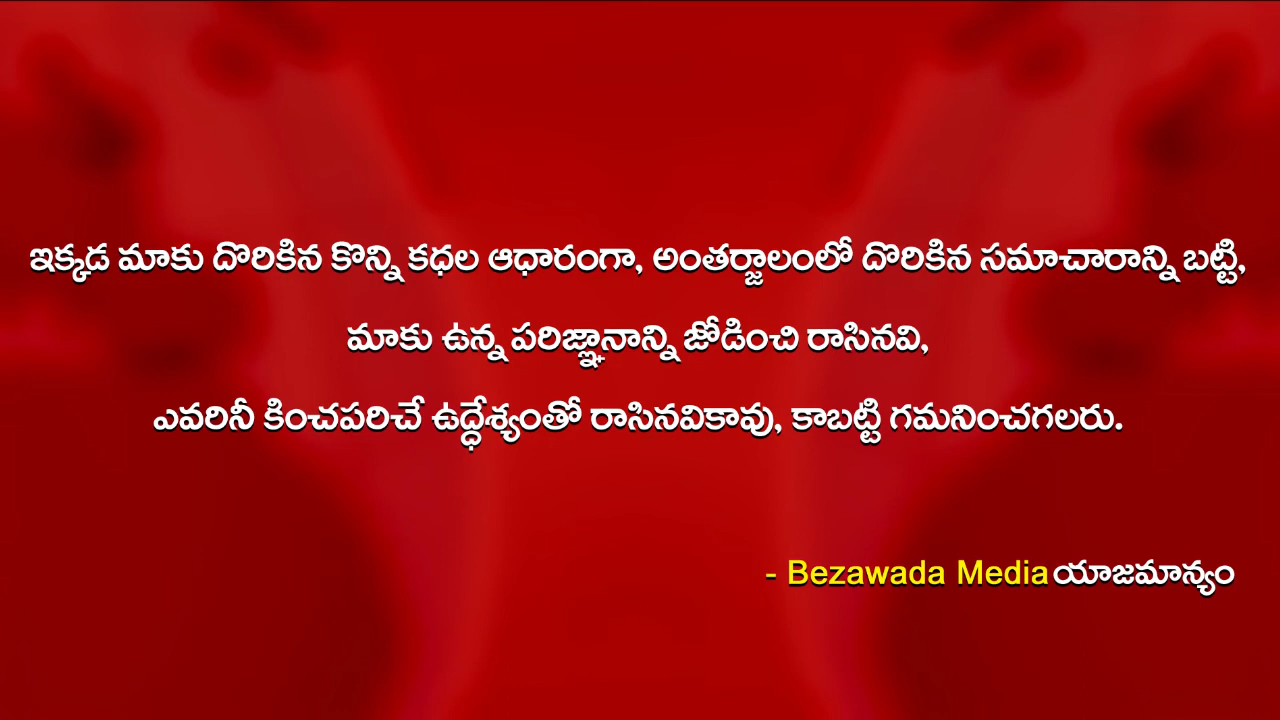 ఇక్కడ మాకు దొరికిన కొన్ని కధల ఆధారంగా, అంతర్జాలంలో దొరికిన సమాచారాన్ని బట్టి,
మాకు ఉన్న పరిజ్ఞానాన్ని జోడించి రాసినవి,
ఎవరినీ కించపరిచే ఉద్ధేశ్యంతో రాసినవికావు, కాబట్టి గమనించగలరు.
- Bezawada Media యాజమాన్యం